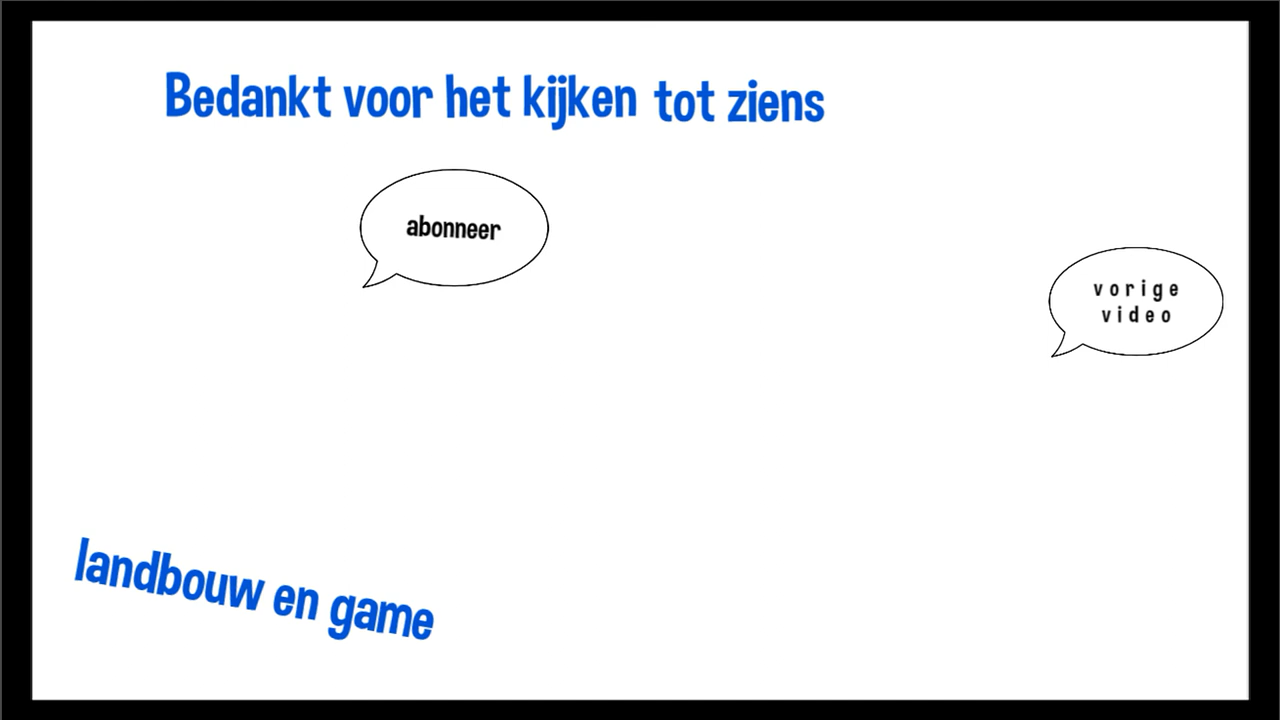 Bedankt voor het kijken tot ziens
abonneer
vorige
video
landbouw en game